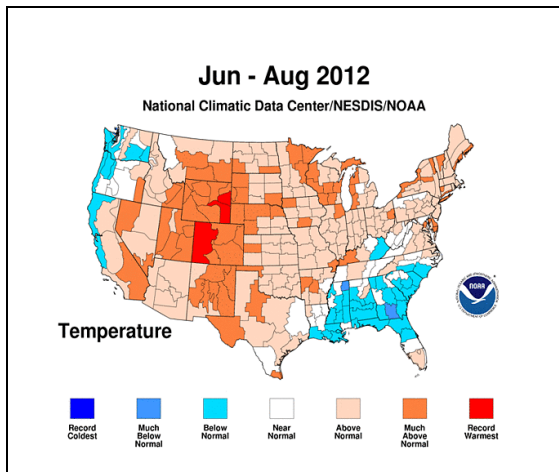 Jun - Aug 2012
National Climatic Data Center/NESDIS/NOAA
NOAA
Temperature
Record Coldest
Much Below Normal
Below Normal
Near Normal
Above Normal
Much Above Normal
Record Warmest